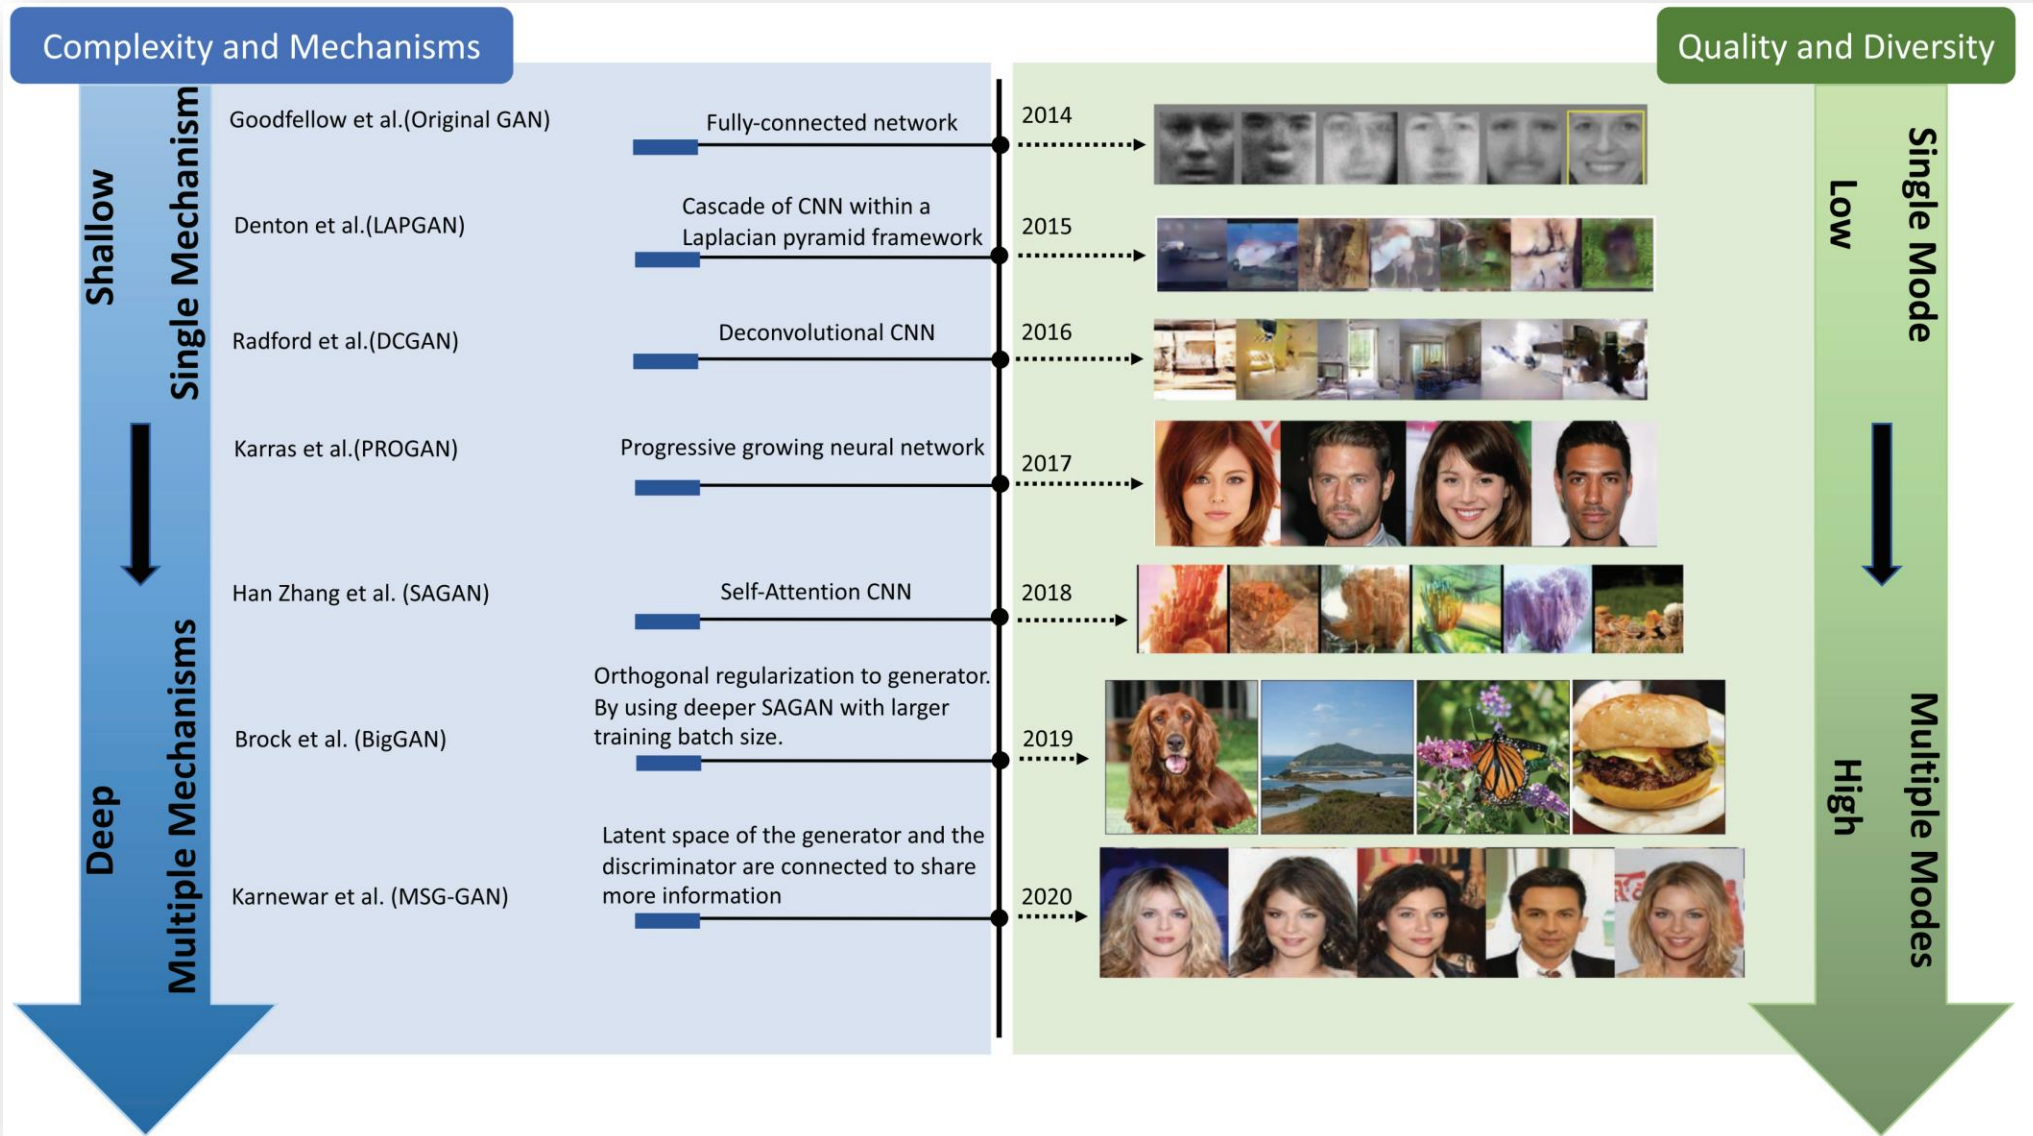 Complexity and Mechanisms
Quality and Diversity
Shallow
Single Mechanism
Deep
Multiple Mechanisms
Goodfellow et al.(Original GAN)
Fully-connected network
2014
Denton et al.(LAPGAN)
Cascade of CNN within a
Laplacian pyramid framework
2015
Radford et al.(DCGAN)
Deconvolutional CNN
2016
Karras et al.(PROGAN)
Progressive growing neural network
2017
Han Zhang et al. (SAGAN)
Self-Attention CNN
2018
Brock et al. (BigGAN)
Orthogonal regularization to generator.
By using deeper SAGAN with larger
training batch size.
2019
Karnewar et al. (MSG-GAN)
Latent space of the generator and the
discriminator are connected to share
more information
2020
Low
Single Mode
High
Multiple Modes